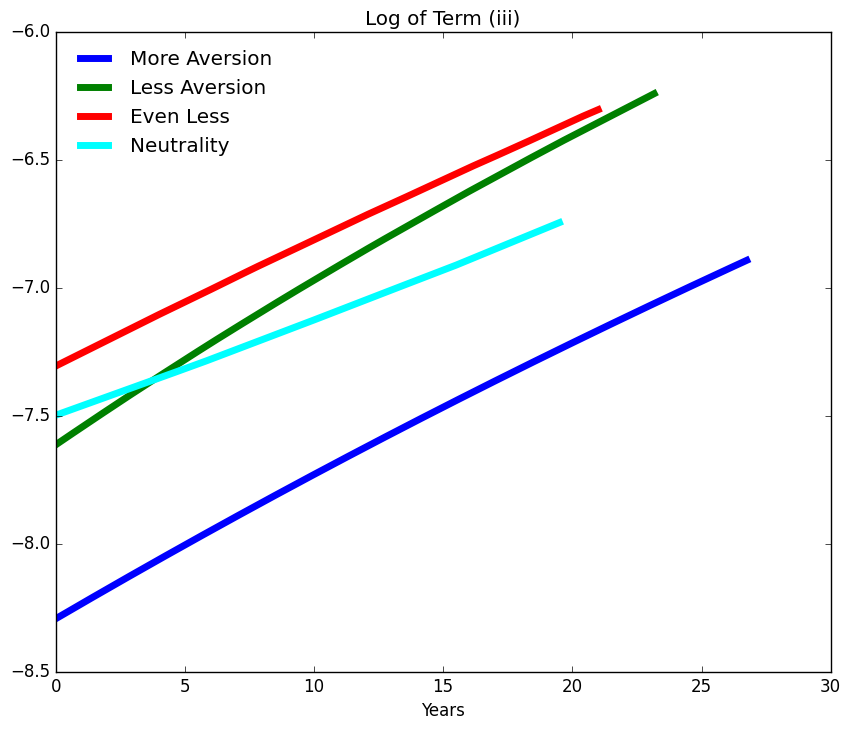 Log of Term (iii)
−6.0
−6.5
−7.0
−7.5
−8.0
−8.5
More Aversion
Less Aversion
Even Less
Neutrality
0 5 10 15 20 25 30
Years